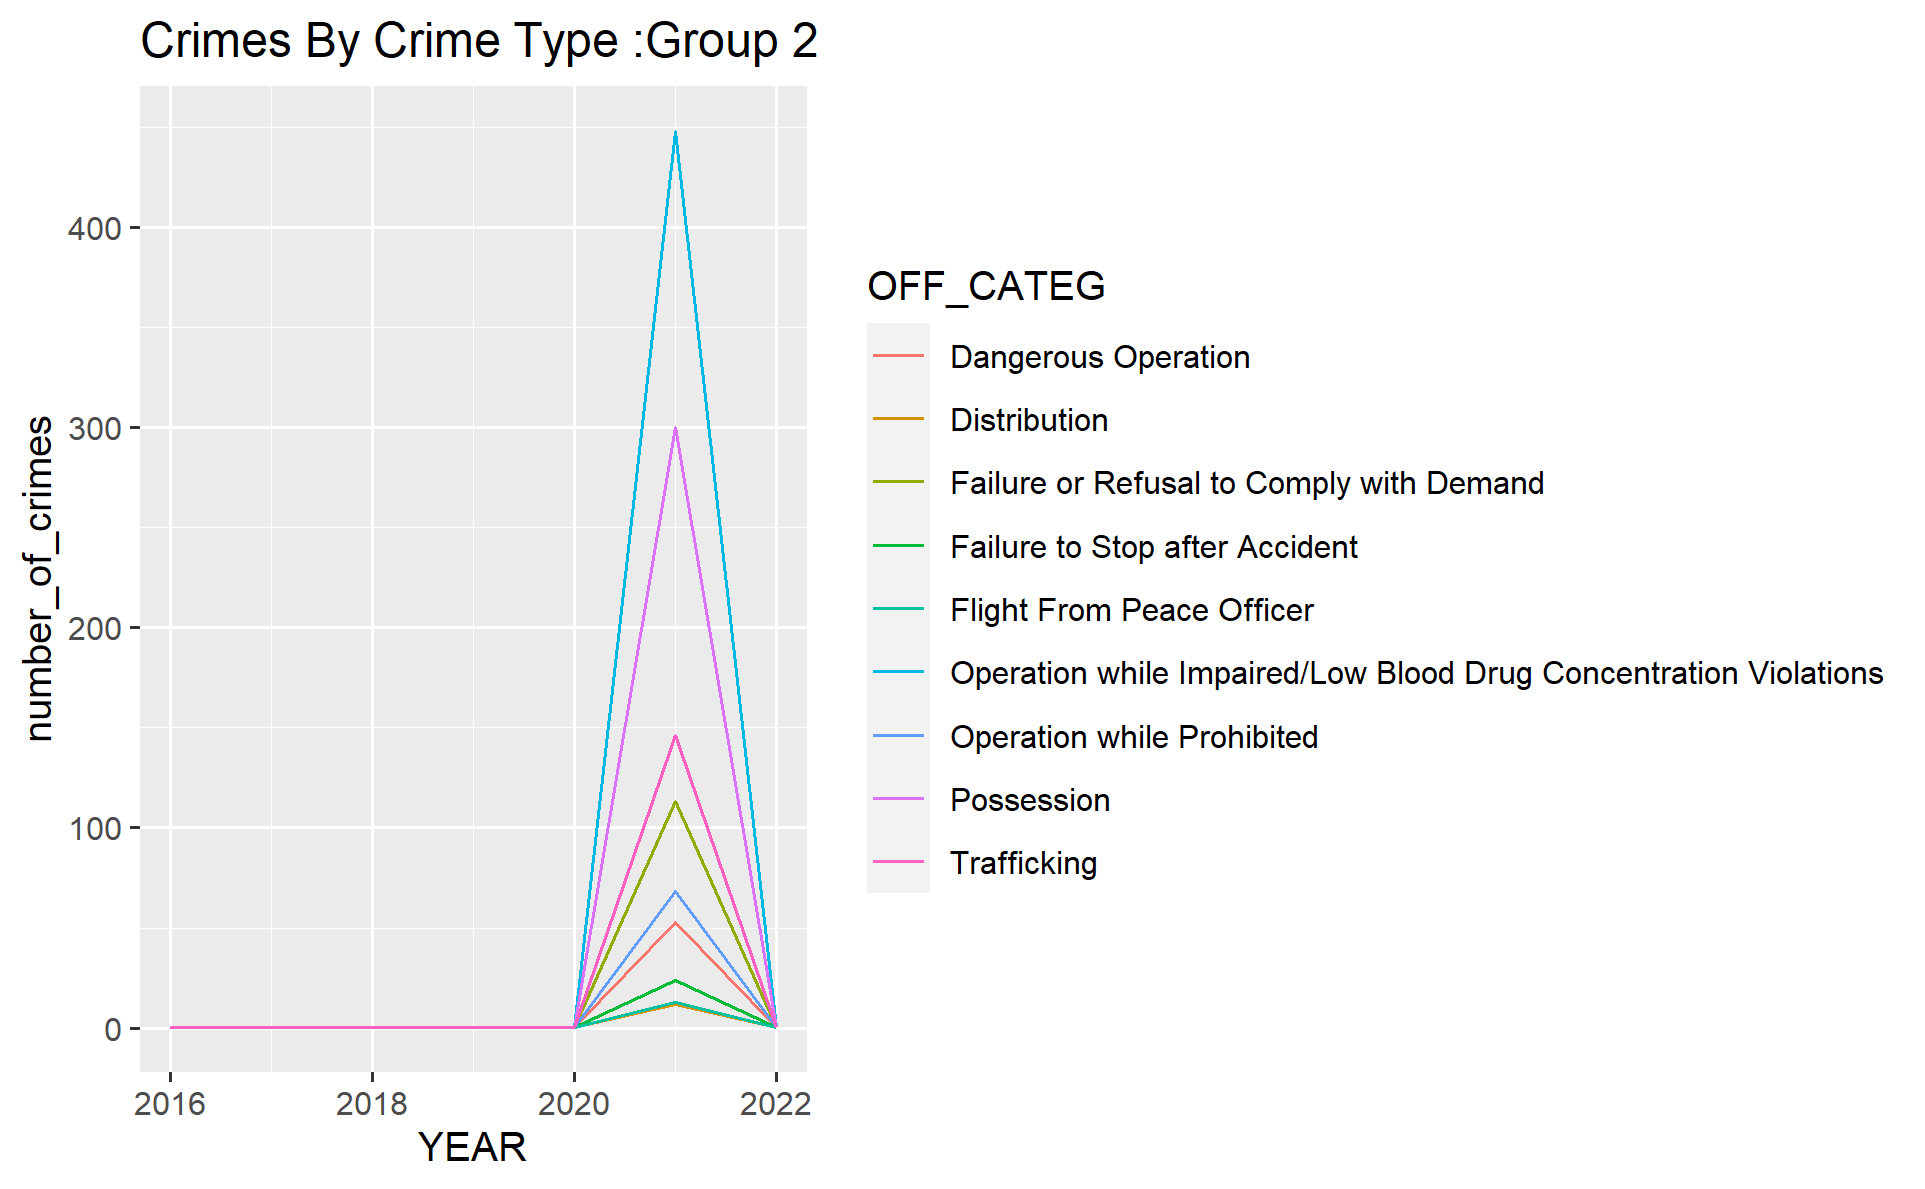 Crimes By Crime Type :Group 2
number_of_crimes
400
300
200
100
0
2016 2018 2020 2022
YEAR
OFF_CATEG
Dangerous Operation
Distribution
Failure or Refusal to Comply with Demand
Failure to Stop after Accident
Flight From Peace Officer
Operation while Impaired/Low Blood Drug Concentration Violations
Operation while Prohibited
Possession
Trafficking